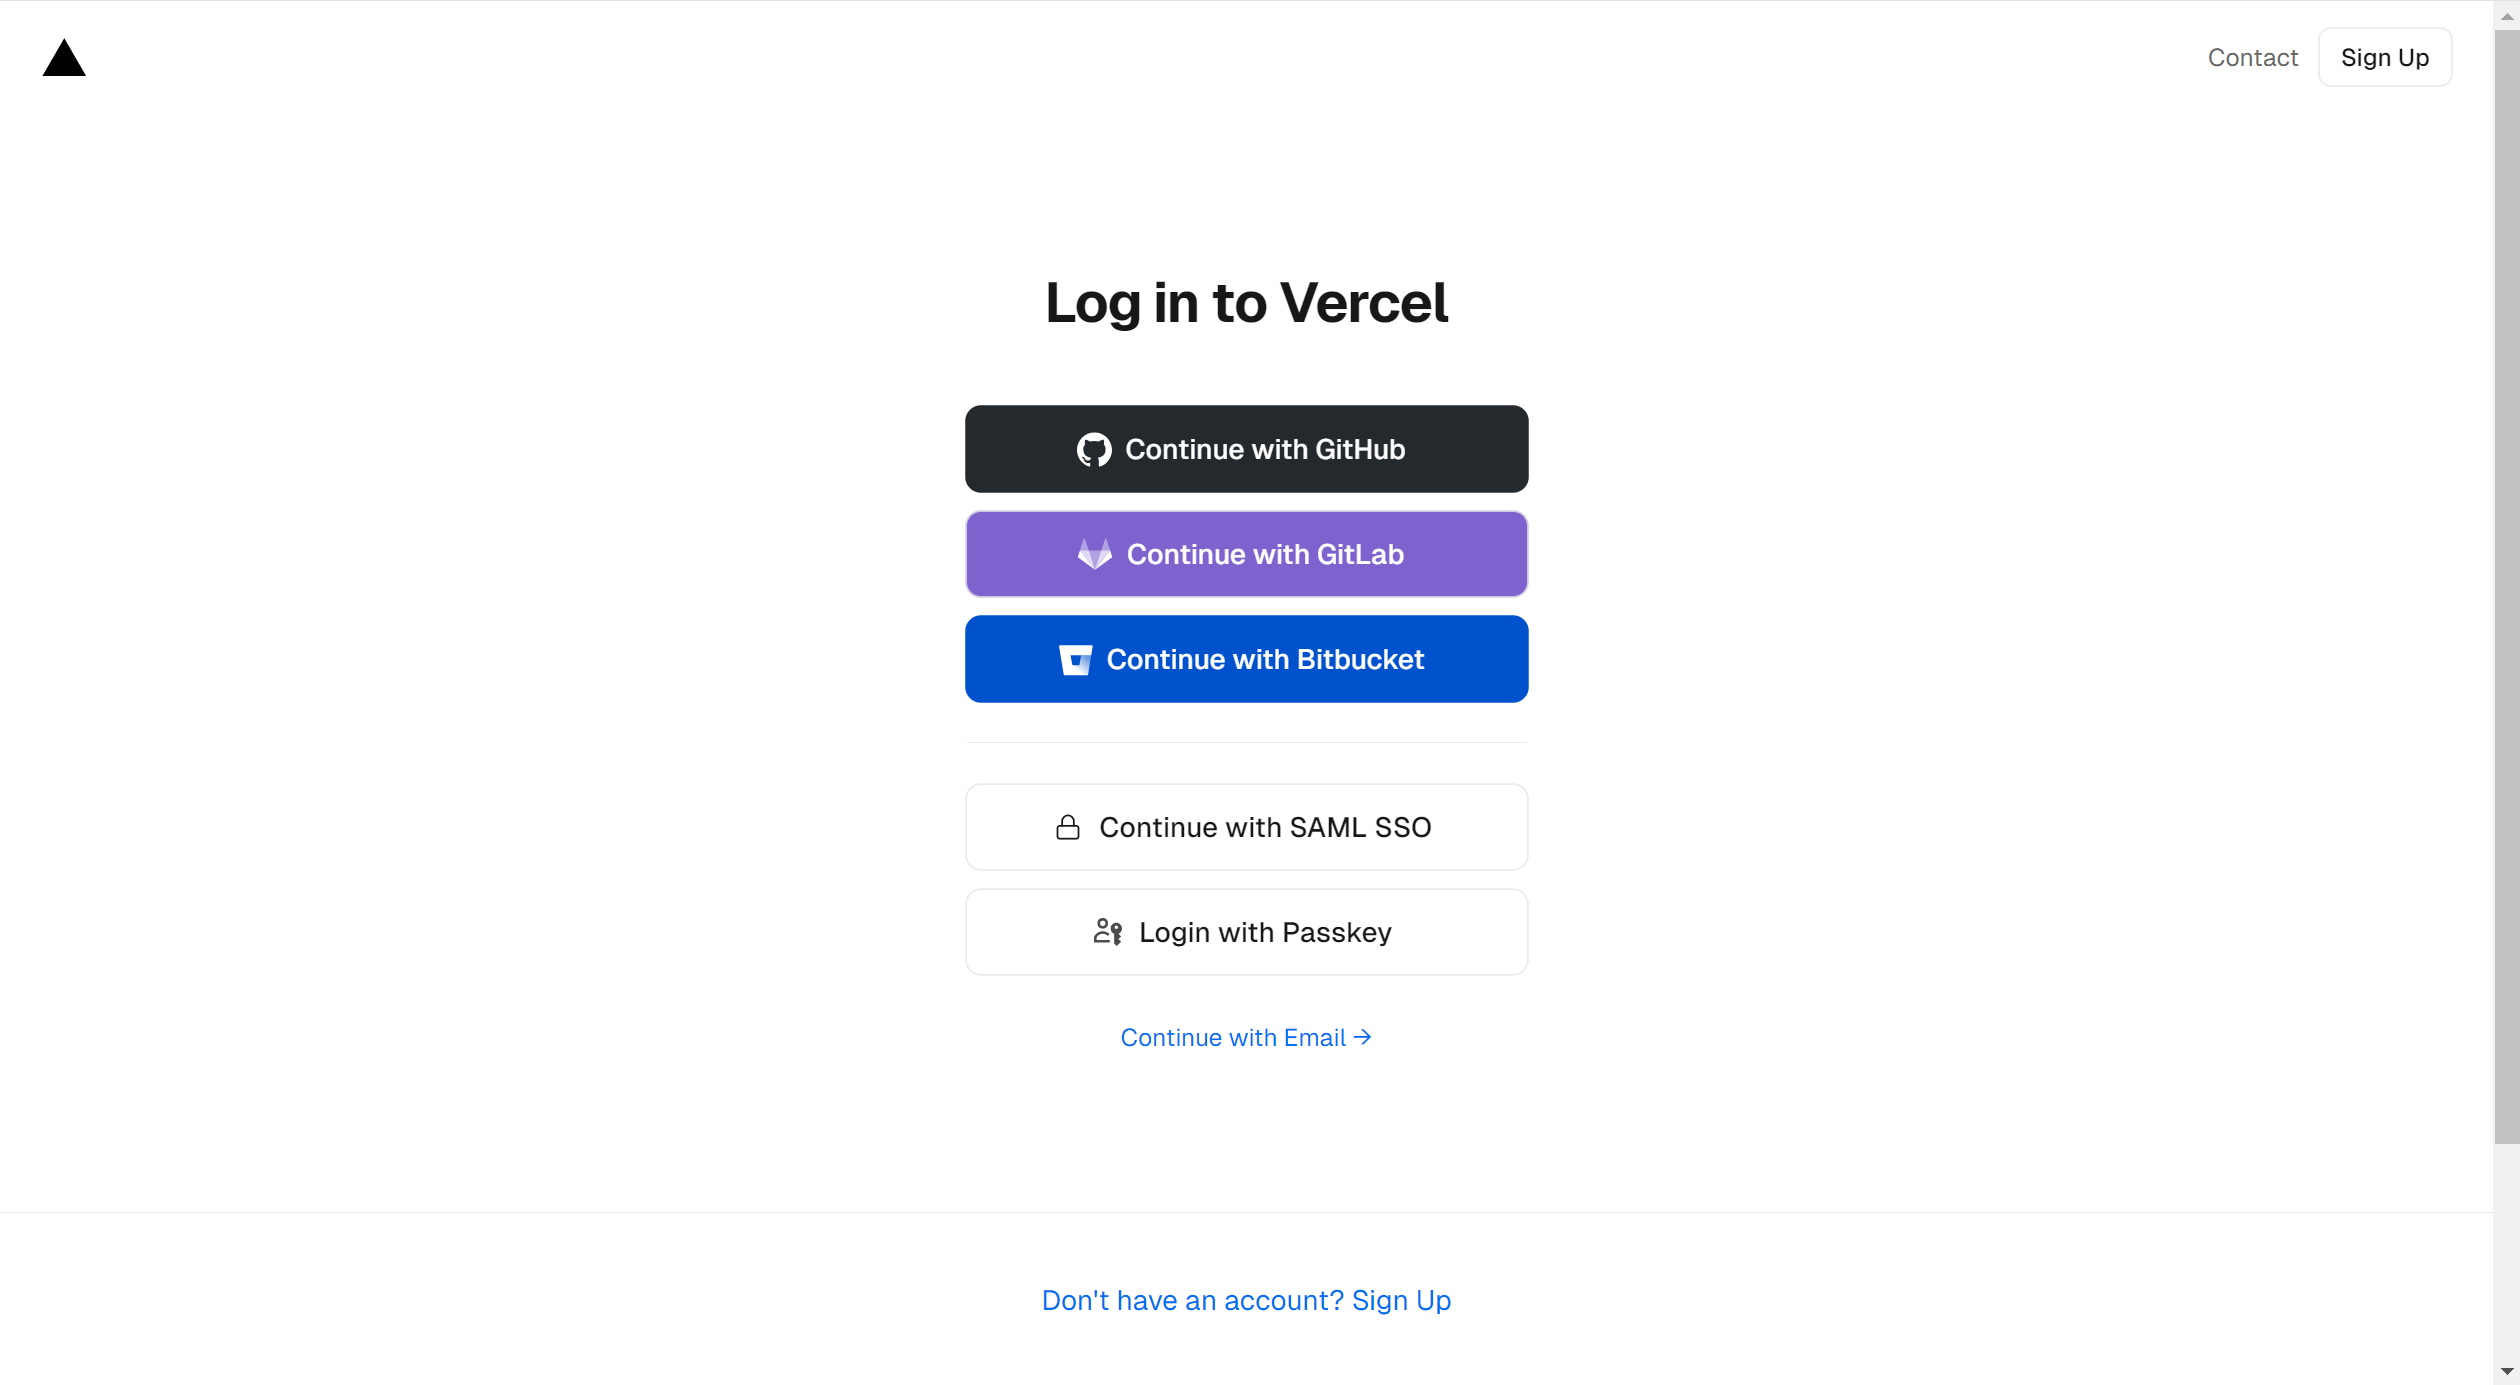 Contact
Sign Up
Log in to Vercel
Continue with GitHub
Continue with GitLab
Continue with Bitbucket
Continue with SAML SSO
Login with Passkey
Continue with Email →
Don't have an account? Sign Up